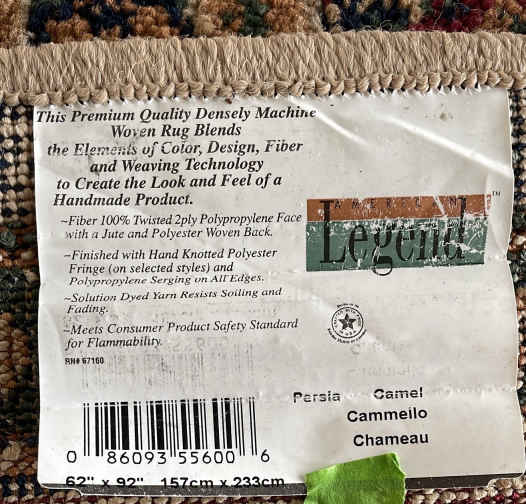 This Premium Quality Densely Machine
Woven Rug Blends
the Elements of Color, Design, Fiber
and Weaving Technology
to Create the Look and Feel of a
Handmade Product.
~Fiber 100% Twisted 2ply Polypropylene Face
with a Jute and Polyester Woven Back.
~Finished with Hand Knotted Polyester
Fringe (on selected styles) and
Polypropylene Serging on All Edges.
~Solution Dyed Yarn Resists Soiling and
Fading.
~Meets Consumer Product Safety Standard
for Flammability.
RN# 67160
AMERICAN
Legend™
Persia Camel
Cammello
Chameau
0 86093 55600 6
62" x 92" 157cm x 233cm